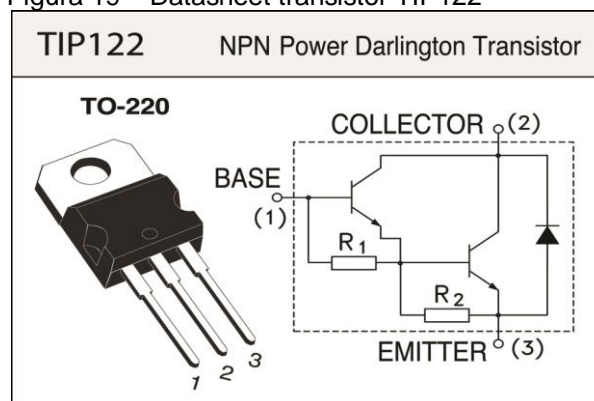 Figura 19 – Datasheet transistor TIP122
TIP122 NPN Power Darlington Transistor
TO-220
COLLECTOR (2)
BASE
(1)
R1
R2
EMITTER (3)
1 2 3